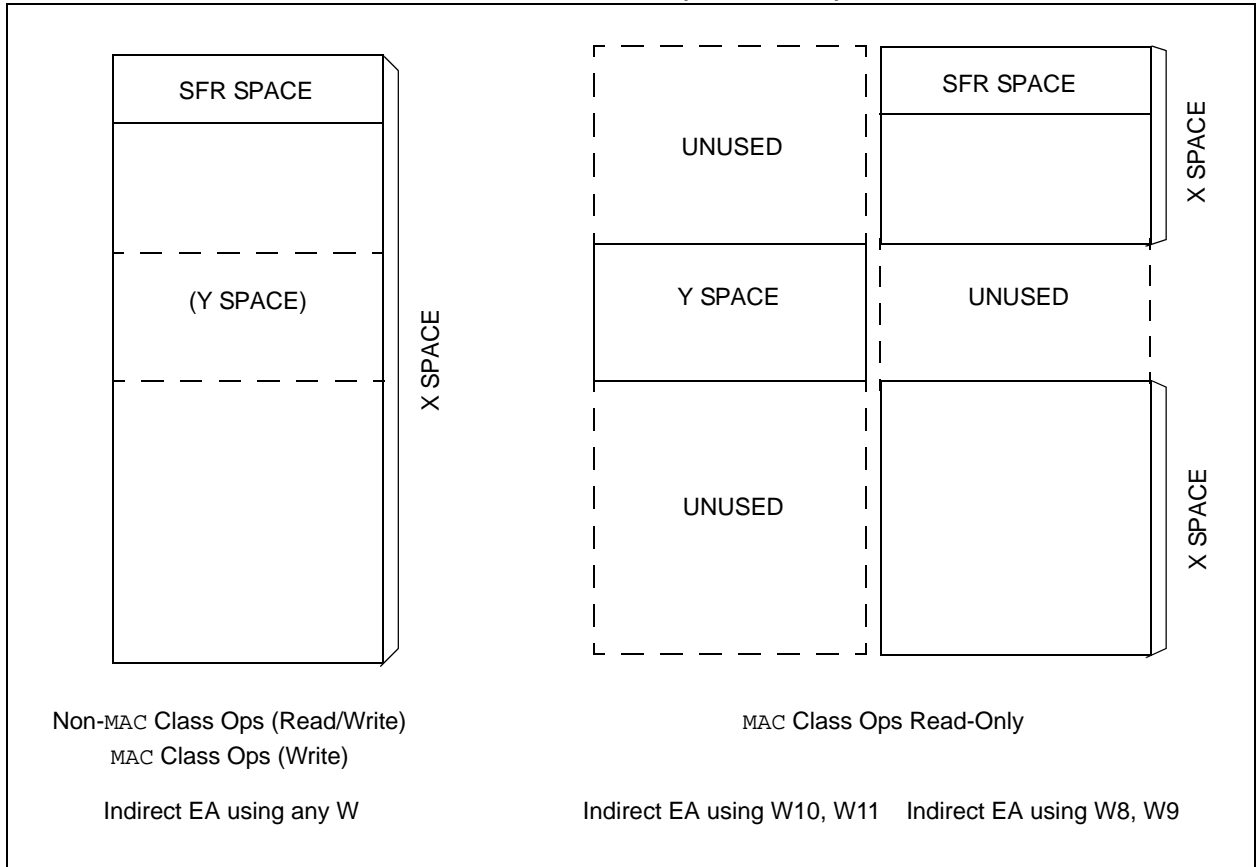 SFR SPACE
(Y SPACE)
X SPACE
Non-MAC Class Ops (Read/Write)
MAC Class Ops (Write)
Indirect EA using any W
UNUSED
Y SPACE
UNUSED
SFR SPACE
X SPACE
UNUSED
X SPACE
MAC Class Ops Read-Only
Indirect EA using W10, W11
Indirect EA using W8, W9